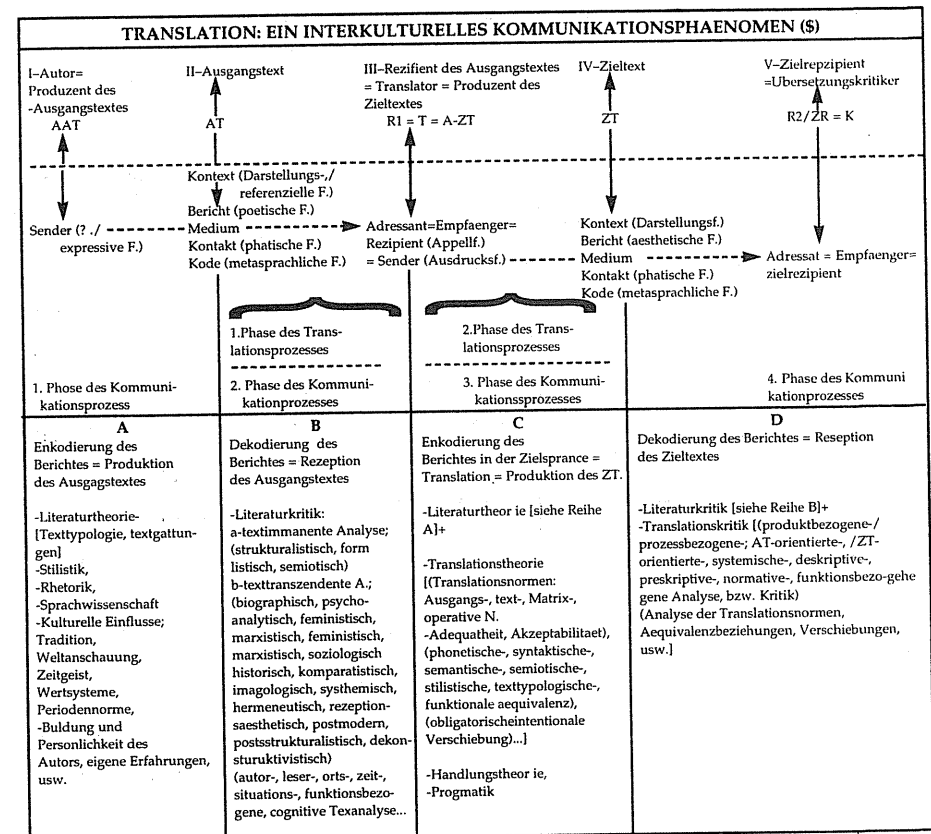 TRANSLATION: EIN INTERKULTURELLES KOMMUNIKATIONSPHAENOMEN ($)
I–Autor=
Produzent des
-Ausgangstextes
AAT
II–Ausgangstext
AT
III–Rezifient des Ausgangstextes
= Translator = Produzent des
Zieltextes
R1 = T = A-ZT
IV–Zieltext
ZT
V–Zielrepzipient
=Ubersetzungskritiker
R2/ZR = K
Sender (? ./
expressive F.)
Kontext (Darstellungs-,/
referenzielle F.)
Bericht (poetische F.)
Medium
Kontakt (phatische F.)
Kode (metasprachliche F.)
Adressant=Empfaenger=
Rezipient (Appellf.)
= Sender (Ausdrucksf.)
Kontext (Darstellungsf.)
Bericht (aesthetische F.)
Medium
Kontakt (phatische F.)
Kode (metasprachliche F.)
Adressat = Empfaenger=
zielrezipient
1. Phose des Kommuni-
kationsprozess
1.Phase des Trans-
lationsprozesses
2. Phase des Kommuni-
kationprozesses
2.Phase des Trans-
lationsprozesses
3. Phase des Kommuni-
kationssprozesses
4. Phase des Kommuni
kationprozesses
A
Enkodierung des
Berichtes = Produktion
des Ausgagstextes
-Literaturtheorie-
[Texttypologie, textgattun-
gen]
-Stilistik,
-Rhetorik,
-Sprachwissenschaft
-Kulturelle Einflusse;
Tradition,
Weltanschauung,
Zeitgeist,
Wertsysteme,
Periodennorme,
-Buldung und
Personlichkeit des
Autors, eigene Erfahrungen,
usw.
B
Dekodierung des
Berichtes = Rezeption
des Ausgangstextes
-Literaturkritik:
a-textimmanente Analyse;
(strukturalistisch, form
listisch, semiotisch)
b-texttranszendente A.;
(biographisch, psycho-
analytisch, feministisch,
marxistisch, feministisch,
marxistisch, soziologisch
historisch, komparatistisch,
imagologisch, systhemisch,
hermeneutisch, rezeption-
saesthetisch, postmodern,
postsstrukturalistisch, dekon-
sturuktivistisch)
(autor-, leser-, orts-, zeit-,
situations-, funktionsbezo-
gene, cognitive Texanalyse...
C
Enkodierung des
Berichtes in der Zielsprance =
Translation = Produktion des ZT.
-Literaturtheor ie [siehe Reihe
A]+
-Translationstheorie
[(Translationsnormen:
Ausgangs-, text-, Matrix-,
operative N.
-Adequatheit, Akzeptabilitaet),
(phonetische-, syntaktische-,
semantische-, semiotische-,
stilistische, texttypologische-,
funktionale aequivalenz),
(obligatorischeintentionale
Verschiebung)...]
-Handlungstheor ie,
-Progmatik
D
Dekodierung des Berichtes = Reseption
des Zieltextes
-Literaturkritik [siehe Reihe B]+
-Translationskritik [(produktbezogene-/
prozessbezogene-; AT-orientierte-, /ZT-
orientierte-, systemische-, deskriptive-,
preskriptive-, normative-, funktionsbezo-gehe
gene Analyse, bzw. Kritik)
(Analyse der Translationsnormen,
Aequivalenzbeziehungen, Verschiebungen,
usw.]